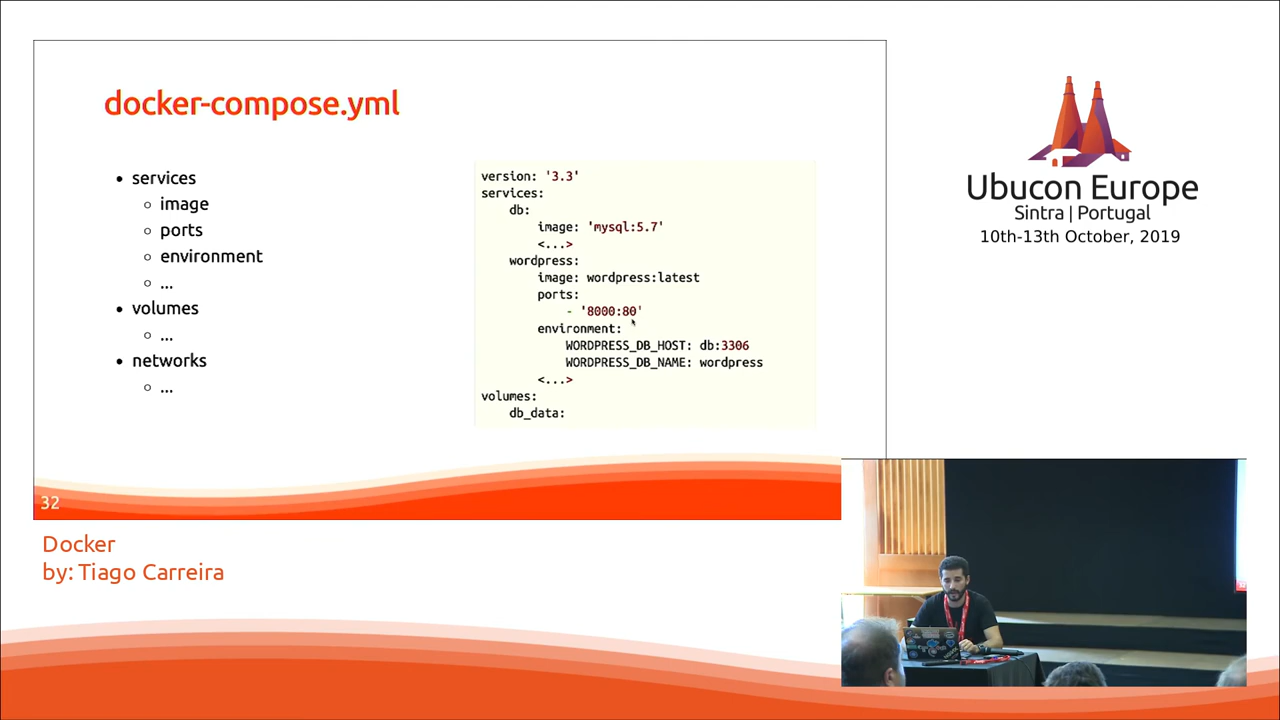 docker-compose.yml
services
image
ports
environment
...
volumes
...
networks
...
version: '3.3'
services:
db:
image: 'mysql:5.7'
<...>
wordpress:
image: wordpress:latest
ports:
- '8000:80'
environment:
WORDPRESS_DB_HOST: db:3306
WORDPRESS_DB_NAME: wordpress
<...>
volumes:
db_data:
32
Docker
by: Tiago Carreira
Ubucon Europe
Sintra | Portugal
10th-13th October, 2019